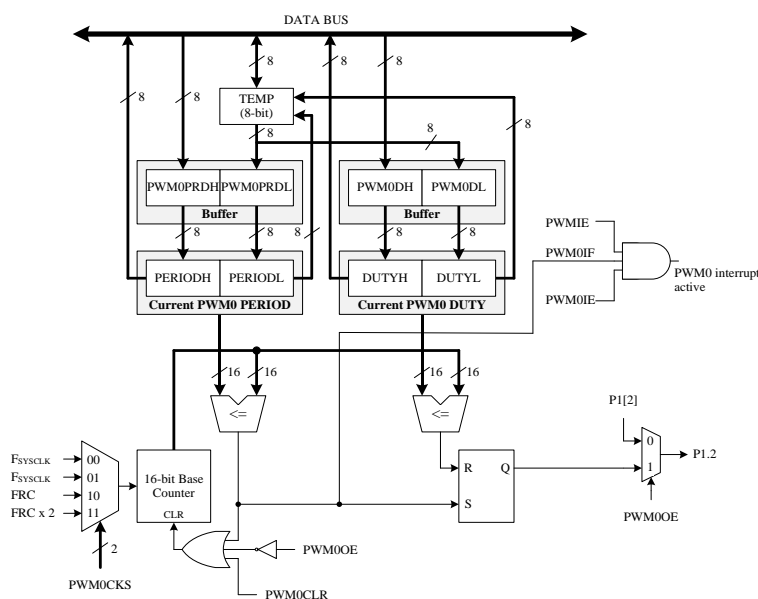 DATA BUS
8
8
8
8
8
TEMP
(8-bit)
8
8
8
PWM0PRDH
PWM0PRDL
Buffer
PWM0DH
PWM0DL
Buffer
8
8
8
8
8
PERIODH
PERIODL
Current PWM0 PERIOD
DUTYH
DUTYL
Current PWM0 DUTY
PWMIE
PWM0IF
PWM0IE
PWM0 interrupt
active
16
16
16
16
<=
<=
FSYSCLK
00
FSYSCLK
01
FRC
10
FRC x 2
11
2
PWM0CKS
16-bit Base
Counter
CLR
PWM0OE
PWM0CLR
R
Q
S
P1[2]
0
1
P1.2
PWM0OE